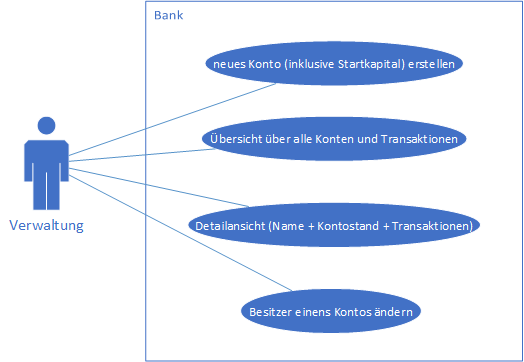 Bank
neues Konto (inklusive Startkapital) erstellen
Übersicht über alle Konten und Transaktionen
Verwaltung
Detailansicht (Name + Kontostand + Transaktionen)
Besitzer einens Kontos ändern